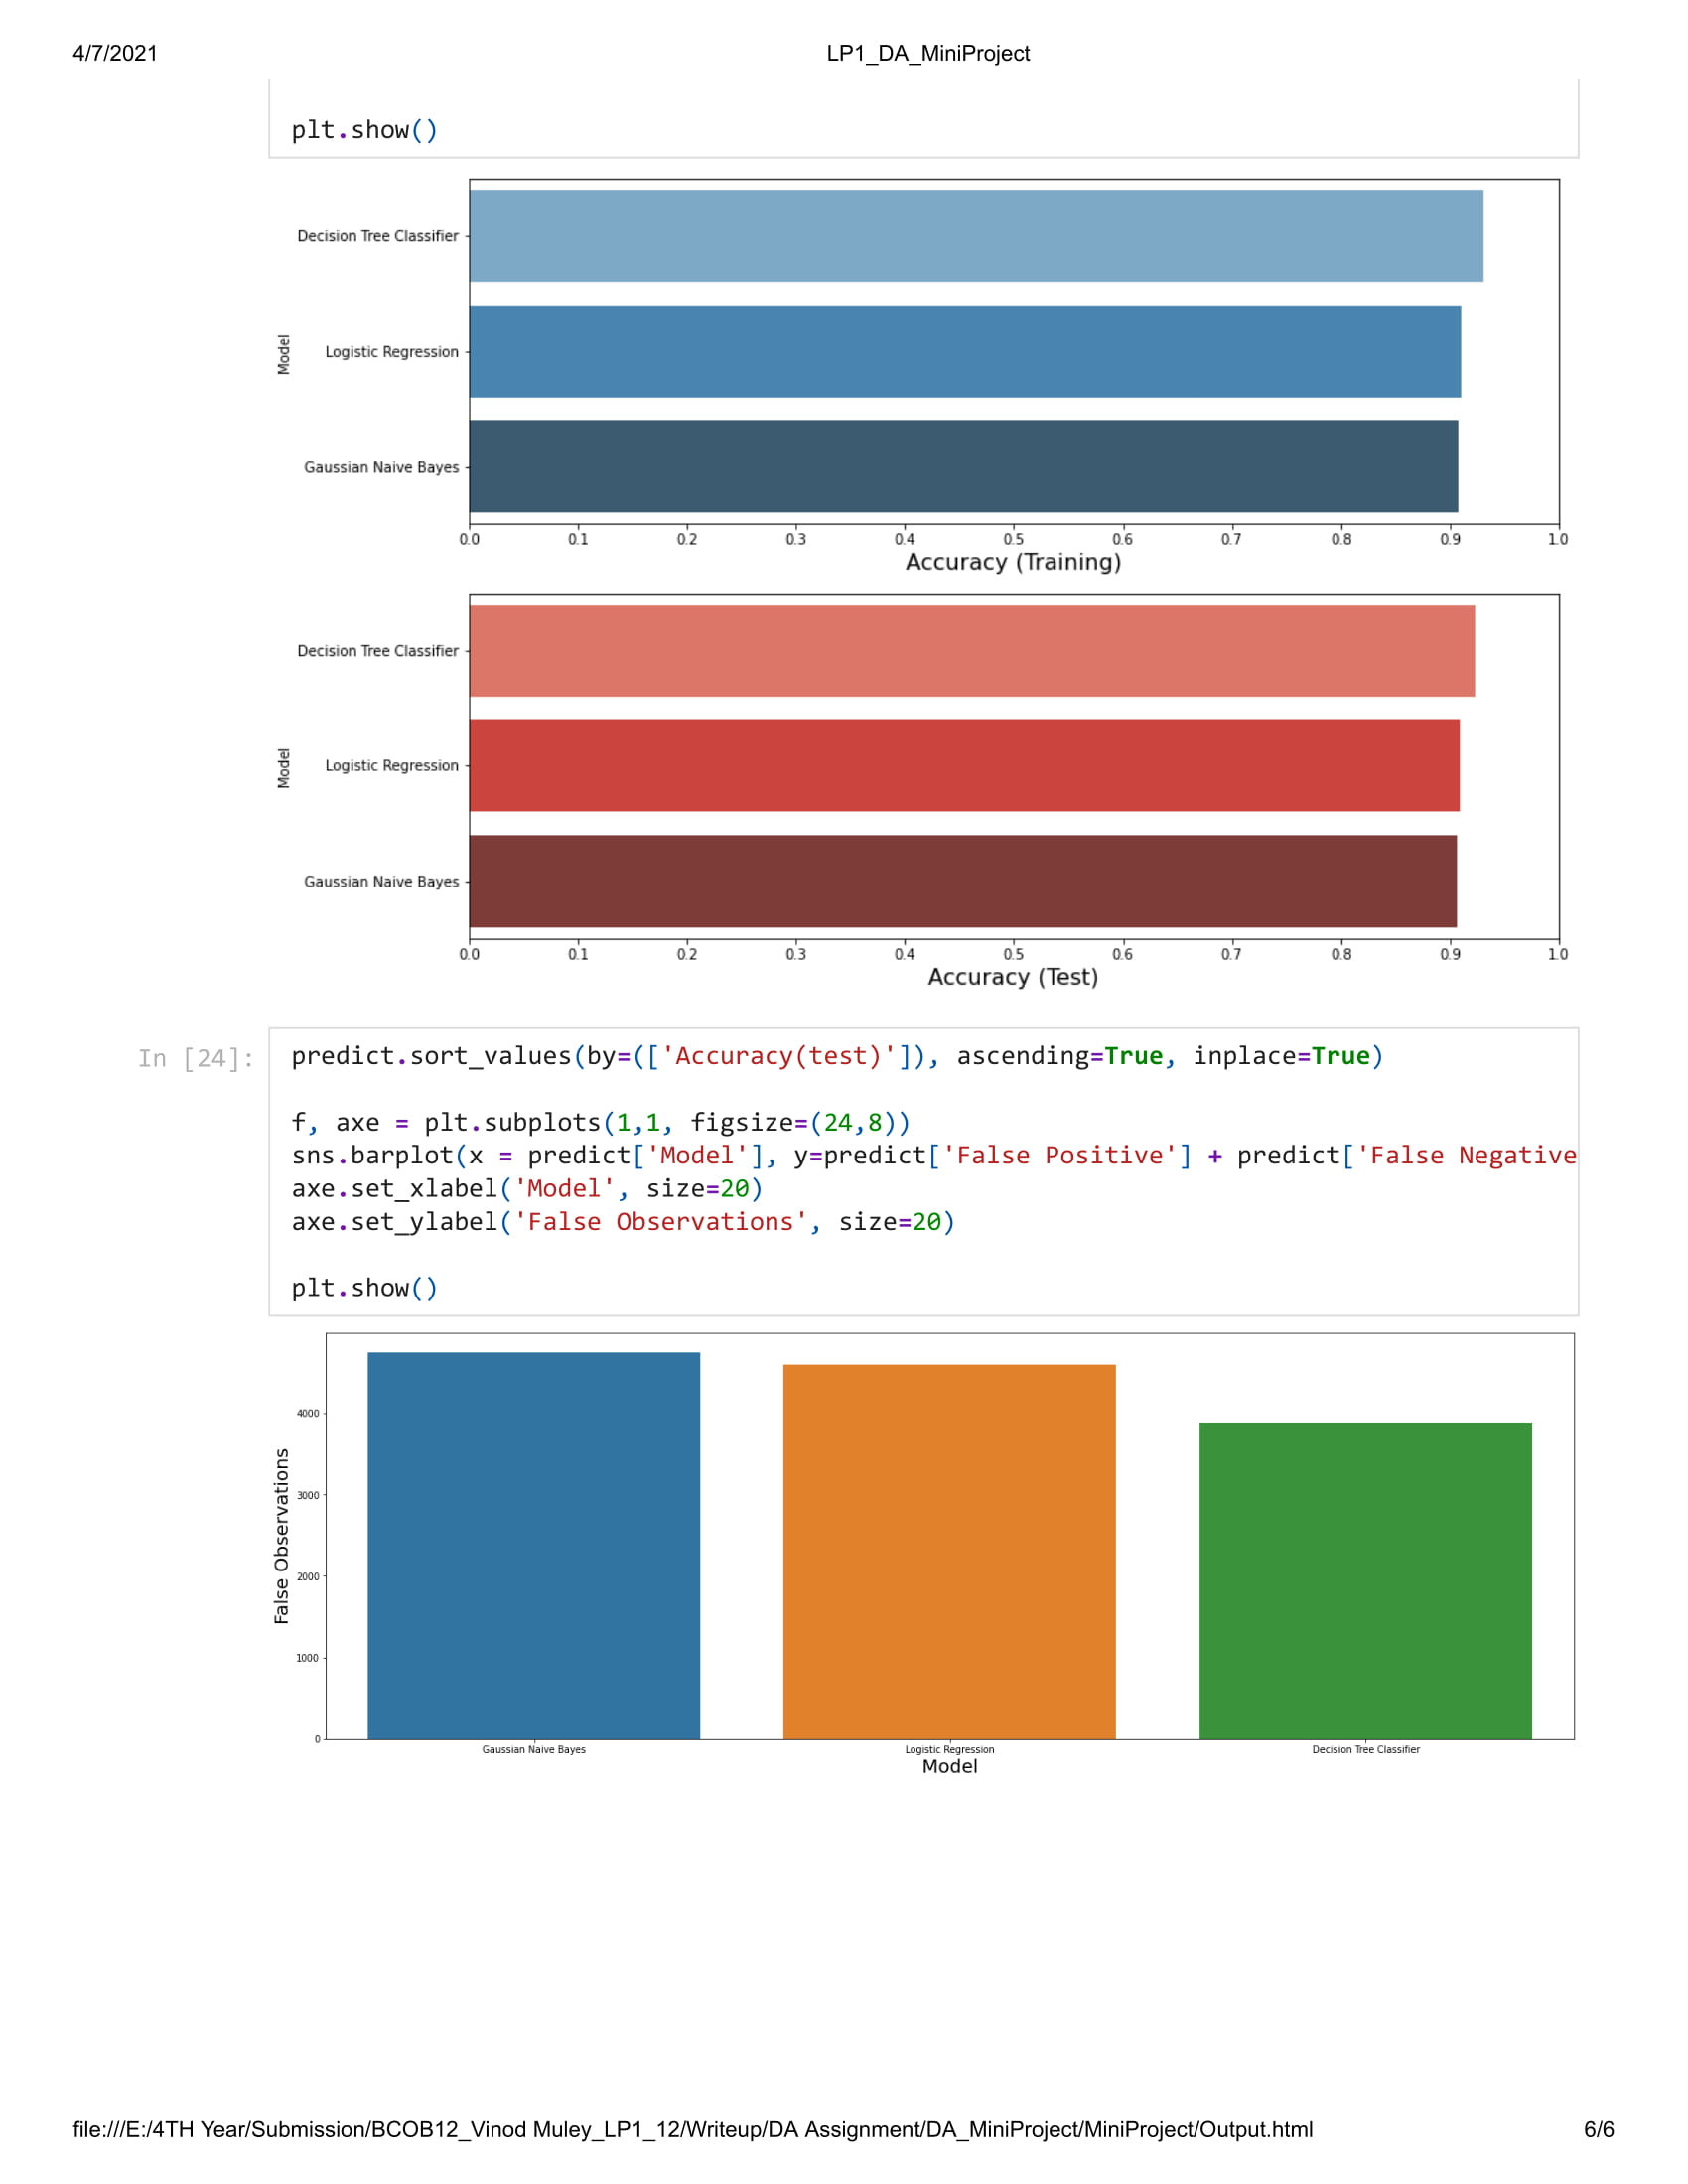 4/7/2021 LP1_DA_MiniProject
plt.show()
Decision Tree Classifier
Logistic Regression
Gaussian Naive Bayes
Model
0.0 0.1 0.2 0.3 0.4 0.5 0.6 0.7 0.8 0.9 1.0
Accuracy (Training)
Decision Tree Classifier
Logistic Regression
Gaussian Naive Bayes
Model
0.0 0.1 0.2 0.3 0.4 0.5 0.6 0.7 0.8 0.9 1.0
Accuracy (Test)
In [24]: predict.sort_values(by=(['Accuracy(test)']), ascending=True, inplace=True)
f, axe = plt.subplots(1,1, figsize=(24,8))
sns.barplot(x = predict['Model'], y=predict['False Positive'] + predict['False Negative
axe.set_xlabel('Model', size=20)
axe.set_ylabel('False Observations', size=20)
plt.show()
4000
3000
2000
1000
0
False Observations
Gaussian Naive Bayes Logistic Regression Decision Tree Classifier
Model
file:///E:/4TH Year/Submission/BCOB12_Vinod Muley_LP1_12/Writeup/DA Assignment/DA_MiniProject/MiniProject/Output.html 6/6